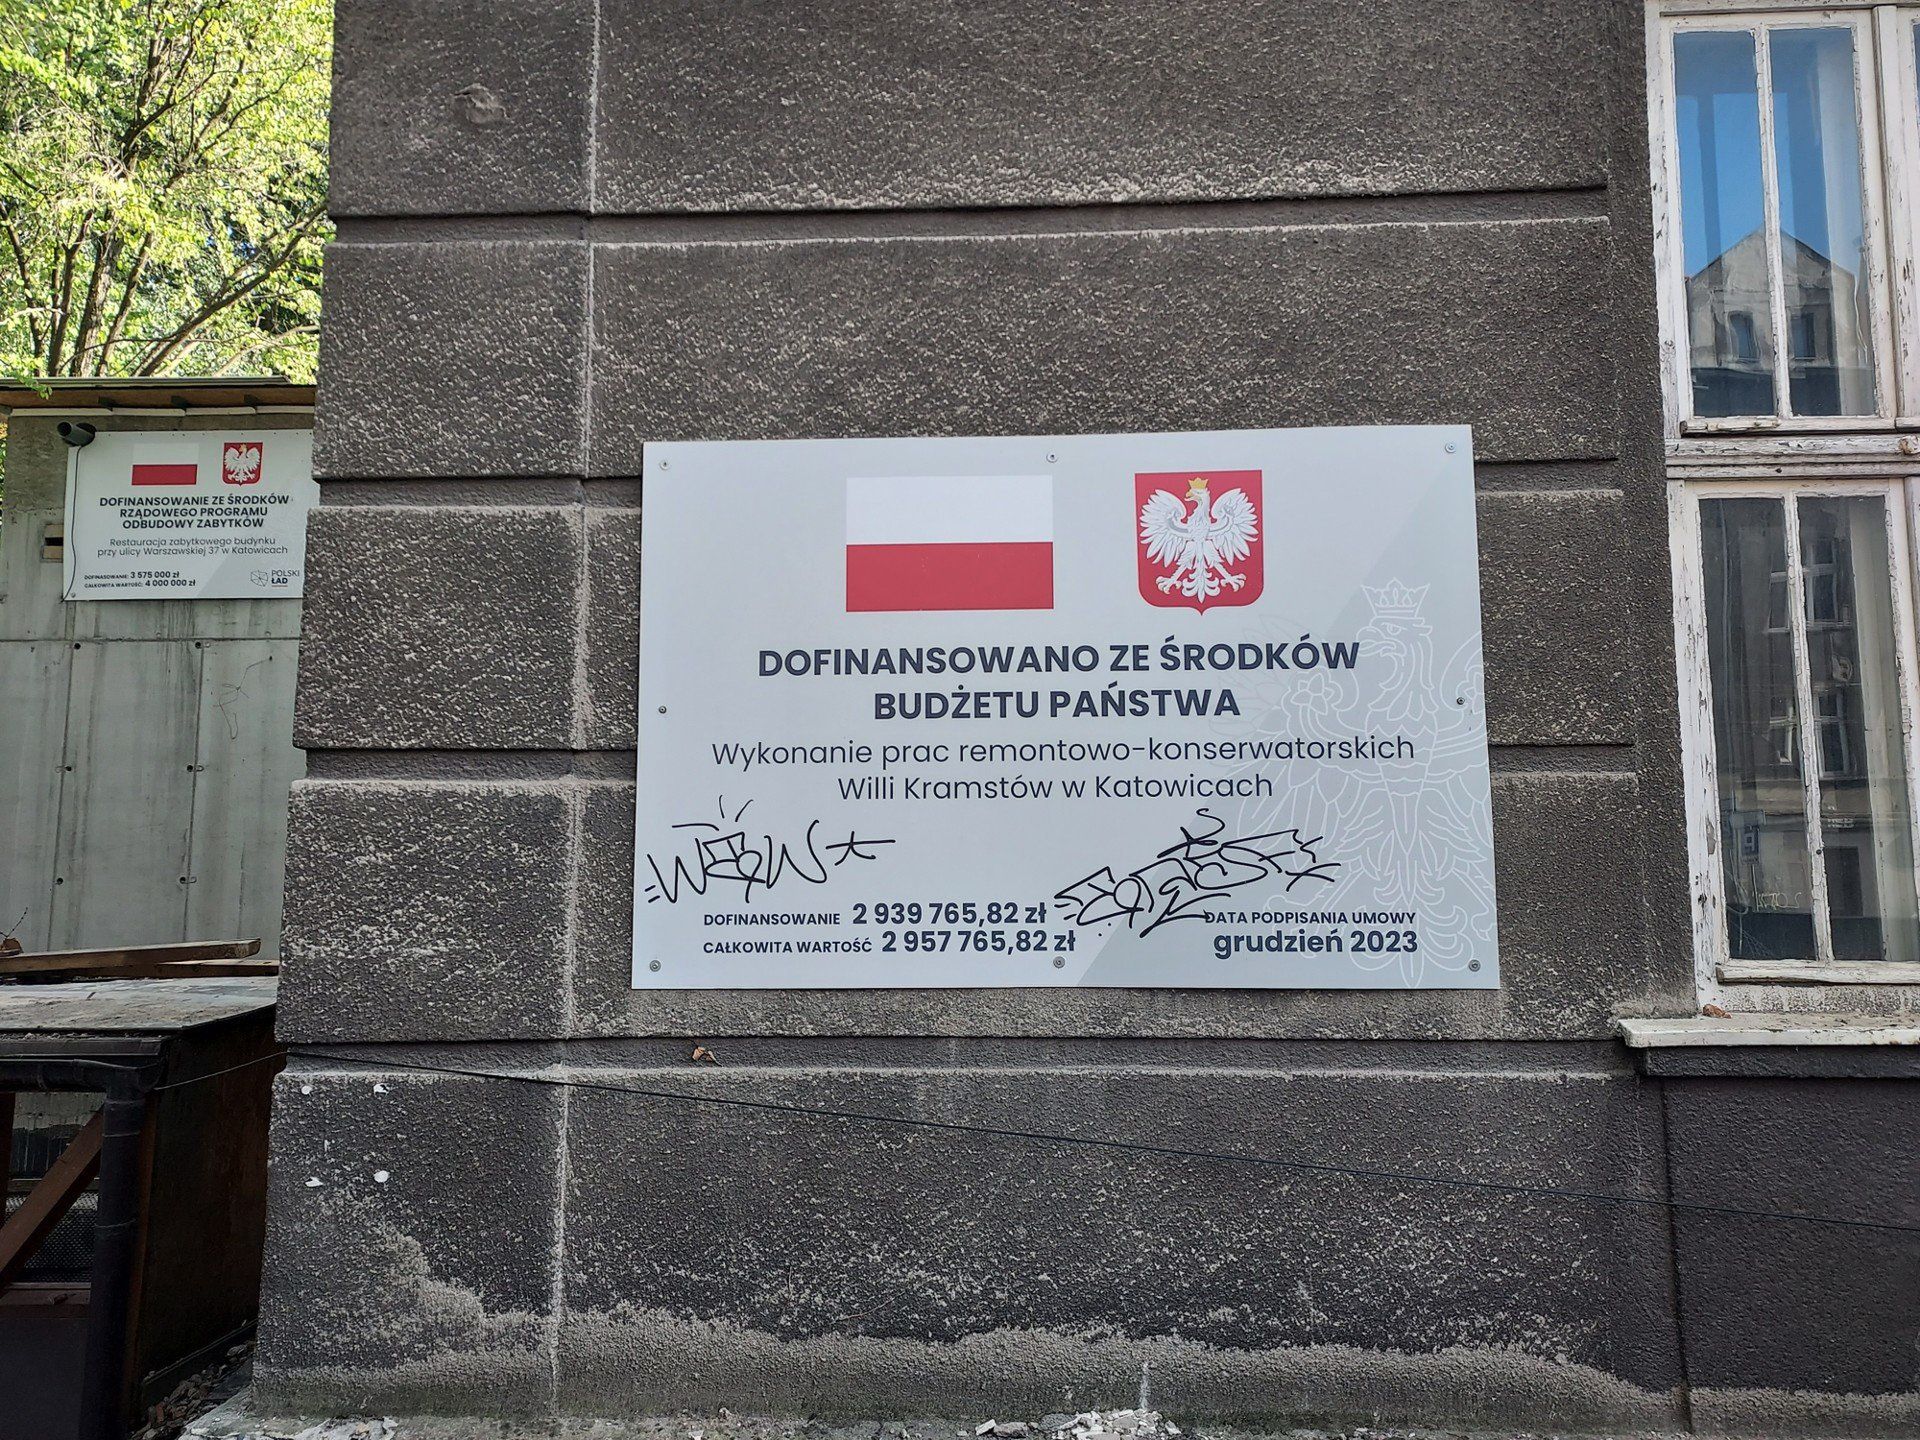 DOFINANSOWANIE ZE ŚRODKÓW
RZĄDOWEGO PROGRAMU
ODBUDOWY ZABYTKÓW
Restauracja zabytkowego budynku
przy ulicy Warszawskiej 37 w Katowicach
DOFINASOWANIE: 3 575 000 zł
CAŁKOWITA WARTOŚĆ: 4 000 000 zł
POLSKI
ŁAD
DOFINANSOWANO ZE ŚRODKÓW
BUDŻETU PAŃSTWA
Wykonanie prac remontowo-konserwatorskich
Willi Kramstów w Katowicach
DOFINANSOWANIE 2 939 765,82 zł
CAŁKOWITA WARTOŚĆ 2 957 765,82 zł
DATA PODPISANIA UMOWY
grudzień 2023